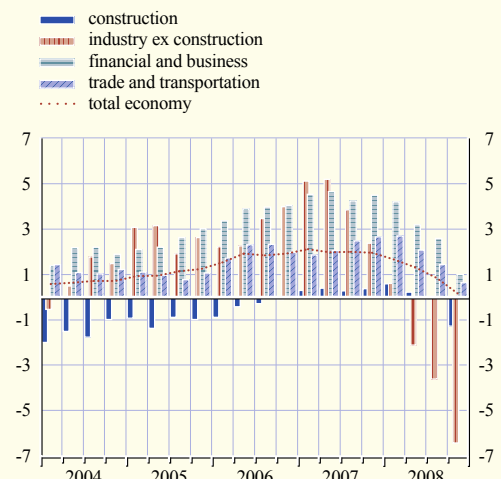 construction
industry ex construction
financial and business
trade and transportation
total economy
7 7
5 5
3 3
1 1
-1 -1
-3 -3
-5 -5
-7 -7
2004 2005 2006 2007 2008